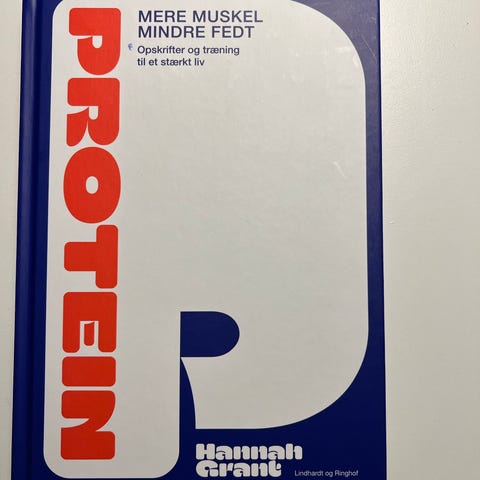 PROTEIN
MERE MUSKEL
MINDRE FEDT
Opskrifter og træning
til et stærkt liv
Hannah
Grant
Lindhardt og Ringhof